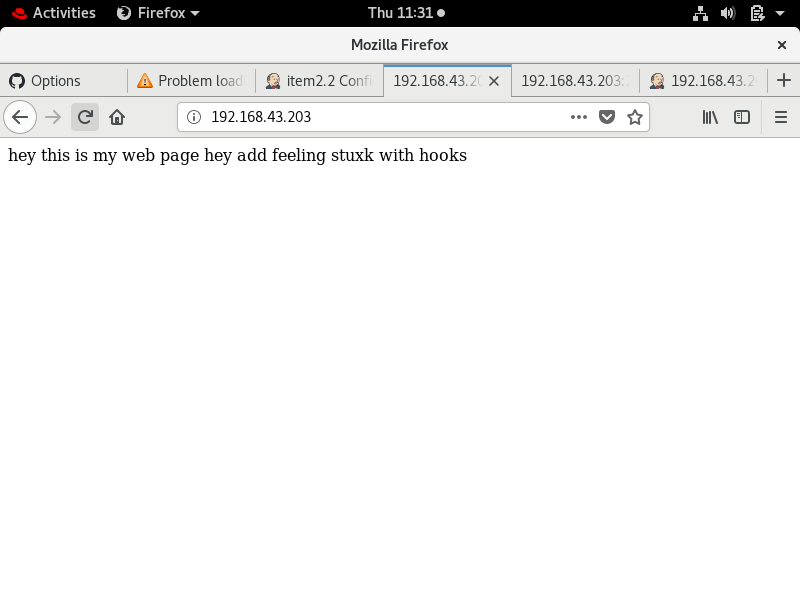 Activities Firefox Thu 11:31
Mozilla Firefox
Options Problem load item2.2 Confi 192.168.43.20 192.168.43.203: 192.168.43.2
192.168.43.203
hey this is my web page hey add feeling stuxk with hooks